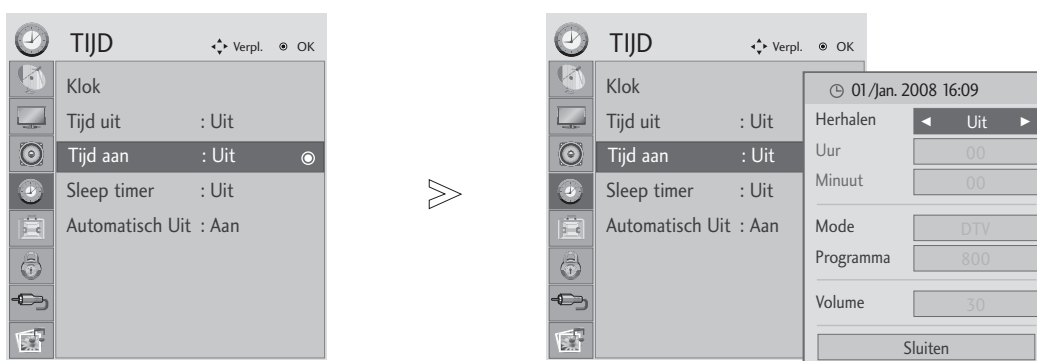 TIJD Verpl. OK
Klok
Tijd uit : Uit
Tijd aan : Uit
Sleep timer : Uit
Automatisch Uit : Aan
TIJD Verpl. OK
Klok
Tijd uit : Uit
Tijd aan : Uit
Sleep timer : Uit
Automatisch Uit : Aan
01/Jan. 2008 16:09
Herhalen ◄ Uit ►
Uur 00
Minuut 00
Mode DTV
Programma 800
Volume 30
Sluiten